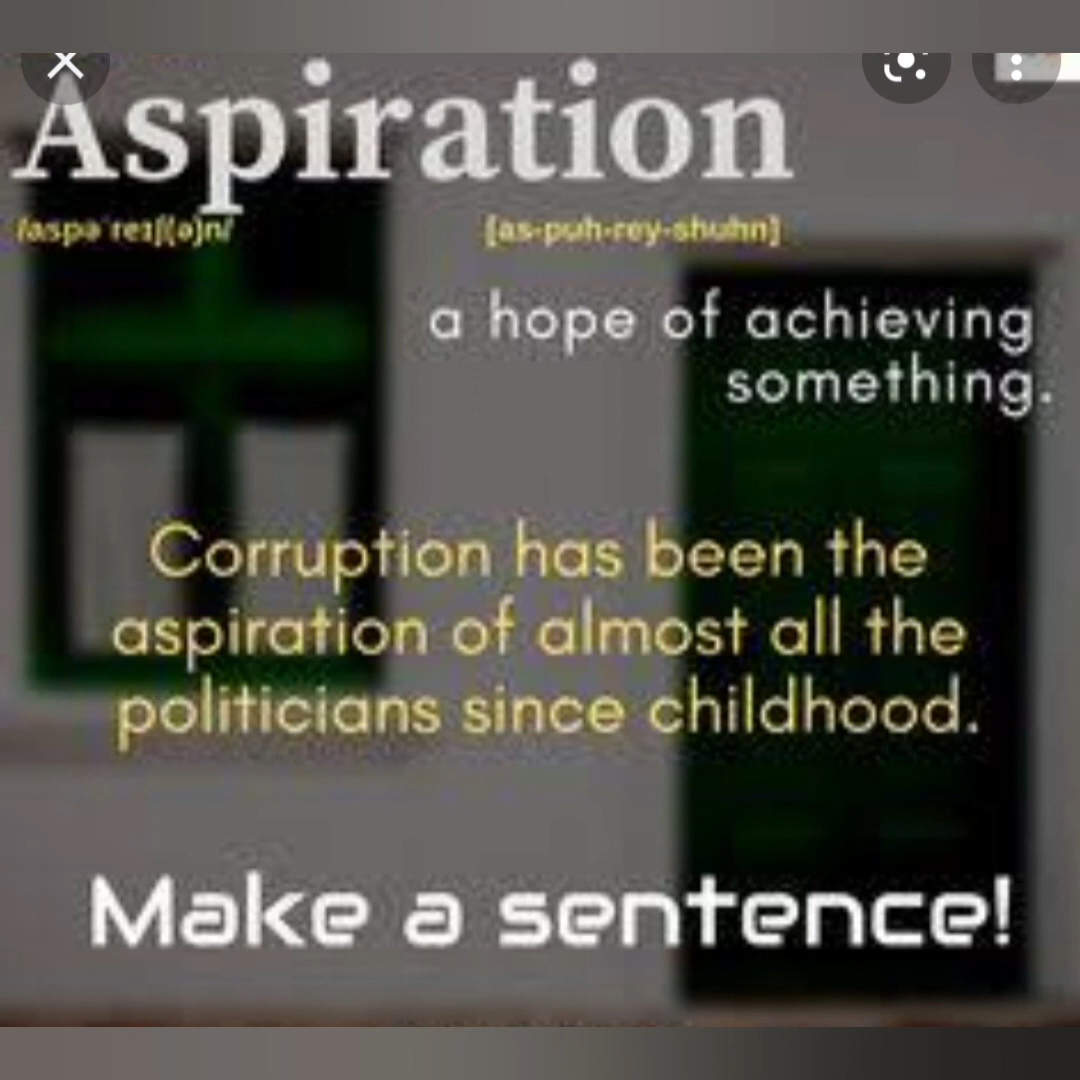 Aspiration
/aspəˈreɪʃ(ə)n/ [as-puh-rey-shuhn]
a hope of achieving
something.
Corruption has been the
aspiration of almost all the
politicians since childhood.
Make a sentence!